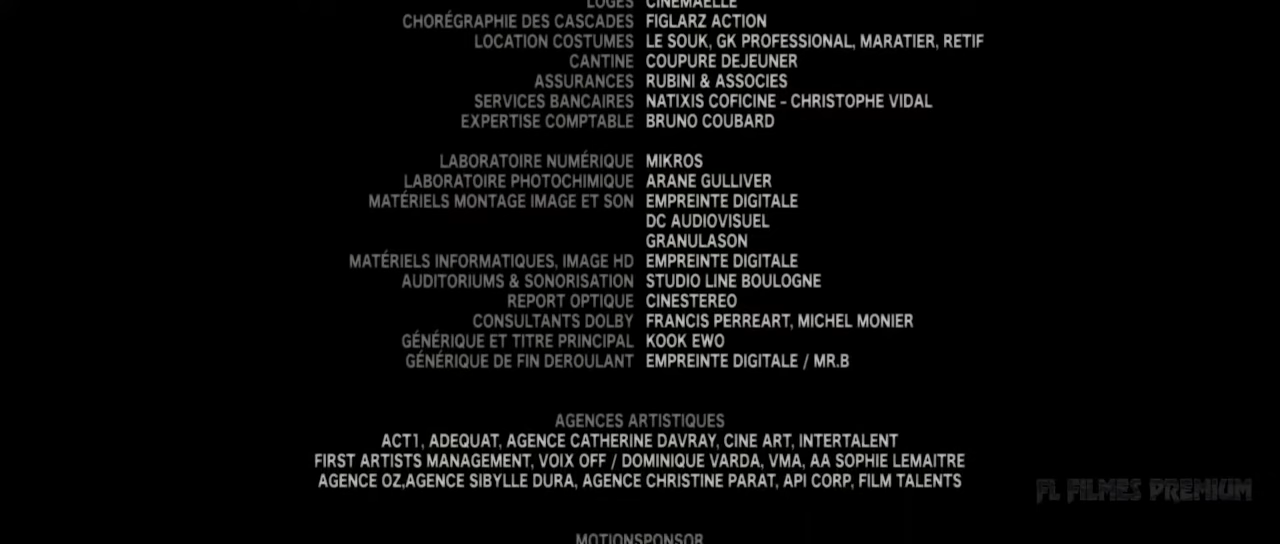 LOGES CINEMAELLE
CHORÉGRAPHIE DES CASCADES FIGLARZ ACTION
LOCATION COSTUMES LE SOUK, GK PROFESSIONAL, MARATIER, RETIF
CANTINE COUPURE DEJEUNER
ASSURANCES RUBINI & ASSOCIES
SERVICES BANCAIRES NATIXIS COFICINE - CHRISTOPHE VIDAL
EXPERTISE COMPTABLE BRUNO COUBARD
LABORATOIRE NUMÉRIQUE MIKROS
LABORATOIRE PHOTOCHIMIQUE ARANE GULLIVER
MATÉRIELS MONTAGE IMAGE ET SON EMPREINTE DIGITALE
DC AUDIOVISUEL
GRANULASON
MATÉRIELS INFORMATIQUES, IMAGE HD EMPREINTE DIGITALE
AUDITORIUMS & SONORISATION STUDIO LINE BOULOGNE
REPORT OPTIQUE CINESTEREO
CONSULTANTS DOLBY FRANCIS PERREART, MICHEL MONIER
GÉNÉRIQUE ET TITRE PRINCIPAL KOOK EWO
GÉNÉRIQUE DE FIN DEROULANT EMPREINTE DIGITALE / MR.B
AGENCES ARTISTIQUES
ACT1, ADEQUAT, AGENCE CATHERINE DAVRAY, CINE ART, INTERTALENT
FIRST ARTISTS MANAGEMENT, VOIX OFF / DOMINIQUE VARDA, VMA, AA SOPHIE LEMAITRE
AGENCE OZ,AGENCE SIBYLLE DURA, AGENCE CHRISTINE PARAT, API CORP, FILM TALENTS
FL FILMES PREMIUM
MOTIONSPONSOR